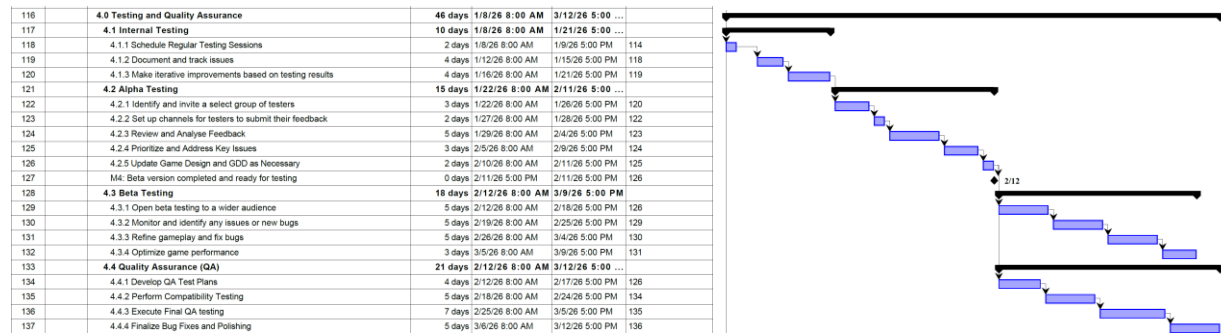 116 4.0 Testing and Quality Assurance 46 days 1/8/26 8:00 AM 3/12/26 5:00 ...
117 4.1 Internal Testing 10 days 1/8/26 8:00 AM 1/21/26 5:00 ...
118 4.1.1 Schedule Regular Testing Sessions 2 days 1/8/26 8:00 AM 1/9/26 5:00 PM 114
119 4.1.2 Document and track issues 4 days 1/12/26 8:00 AM 1/15/26 5:00 PM 118
120 4.1.3 Make iterative improvements based on testing results 4 days 1/16/26 8:00 AM 1/21/26 5:00 PM 119
121 4.2 Alpha Testing 15 days 1/22/26 8:00 AM 2/11/26 5:00 ...
122 4.2.1 Identify and invite a select group of testers 3 days 1/22/26 8:00 AM 1/26/26 5:00 PM 120
123 4.2.2 Set up channels for testers to submit their feedback 2 days 1/27/26 8:00 AM 1/28/26 5:00 PM 122
124 4.2.3 Review and Analyse Feedback 5 days 1/29/26 8:00 AM 2/4/26 5:00 PM 123
125 4.2.4 Prioritize and Address Key Issues 3 days 2/5/26 8:00 AM 2/9/26 5:00 PM 124
126 4.2.5 Update Game Design and GDD as Necessary 2 days 2/10/26 8:00 AM 2/11/26 5:00 PM 125
127 M4: Beta version completed and ready for testing 0 days 2/11/26 5:00 PM 2/11/26 5:00 PM 126 2/12
128 4.3 Beta Testing 18 days 2/12/26 8:00 AM 3/9/26 5:00 PM
129 4.3.1 Open beta testing to a wider audience 5 days 2/12/26 8:00 AM 2/18/26 5:00 PM 126
130 4.3.2 Monitor and identify any issues or new bugs 5 days 2/19/26 8:00 AM 2/25/26 5:00 PM 129
131 4.3.3 Refine gameplay and fix bugs 5 days 2/26/26 8:00 AM 3/4/26 5:00 PM 130
132 4.3.4 Optimize game performance 3 days 3/5/26 8:00 AM 3/9/26 5:00 PM 131
133 4.4 Quality Assurance (QA) 21 days 2/12/26 8:00 AM 3/12/26 5:00 ...
134 4.4.1 Develop QA Test Plans 4 days 2/12/26 8:00 AM 2/17/26 5:00 PM 126
135 4.4.2 Perform Compatibility Testing 5 days 2/18/26 8:00 AM 2/24/26 5:00 PM 134
136 4.4.3 Execute Final QA testing 7 days 2/25/26 8:00 AM 3/5/26 5:00 PM 135
137 4.4.4 Finalize Bug Fixes and Polishing 5 days 3/6/26 8:00 AM 3/12/26 5:00 PM 136